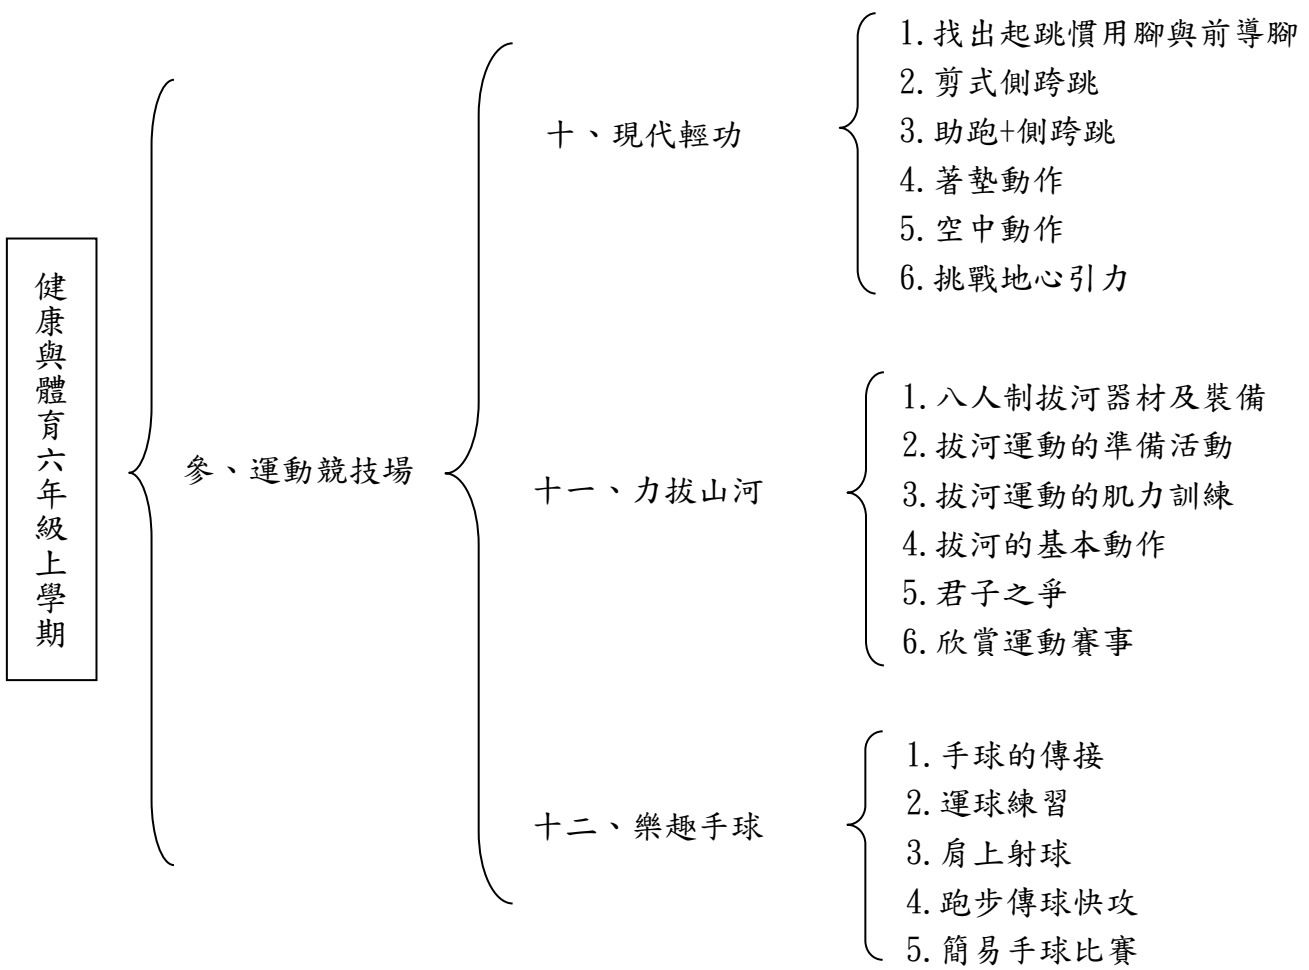 健康與體育六年級上學期
參、運動競技場
十、現代輕功
1.找出起跳慣用腳與前導腳
2.剪式側跨跳
3.助跑+側跨跳
4.著墊動作
5.空中動作
6.挑戰地心引力
十一、力拔山河
1.八人制拔河器材及裝備
2.拔河運動的準備活動
3.拔河運動的肌力訓練
4.拔河的基本動作
5.君子之爭
6.欣賞運動賽事
十二、樂趣手球
1.手球的傳接
2.運球練習
3.肩上射球
4.跑步傳球快攻
5.簡易手球比賽